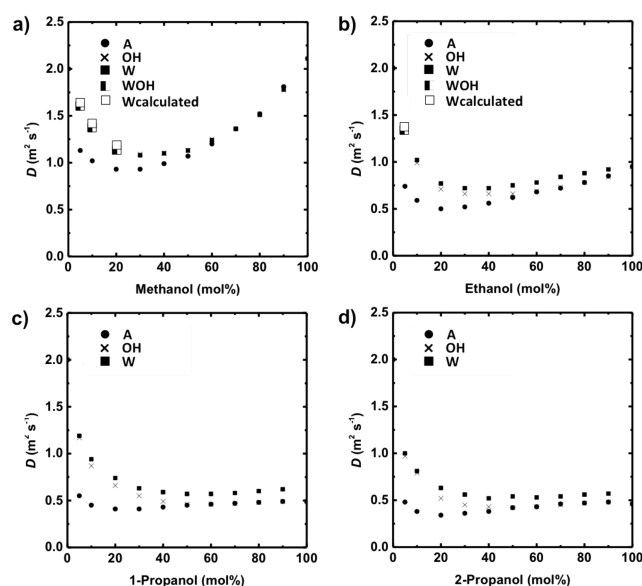 a)
A
OH
W
WOH
Wcalculated
2.5
2.0
1.5
1.0
0.5
0.0
D (m² s⁻¹)
0 20 40 60 80 100
Methanol (mol%)
b)
A
OH
W
WOH
Wcalculated
2.5
2.0
1.5
1.0
0.5
0.0
D (m² s⁻¹)
0 20 40 60 80 100
Ethanol (mol%)
c)
A
OH
W
2.5
2.0
1.5
1.0
0.5
0.0
D (m² s⁻¹)
0 20 40 60 80 100
1-Propanol (mol%)
d)
A
OH
W
2.5
2.0
1.5
1.0
0.5
0.0
D (m² s⁻¹)
0 20 40 60 80 100
2-Propanol (mol%)